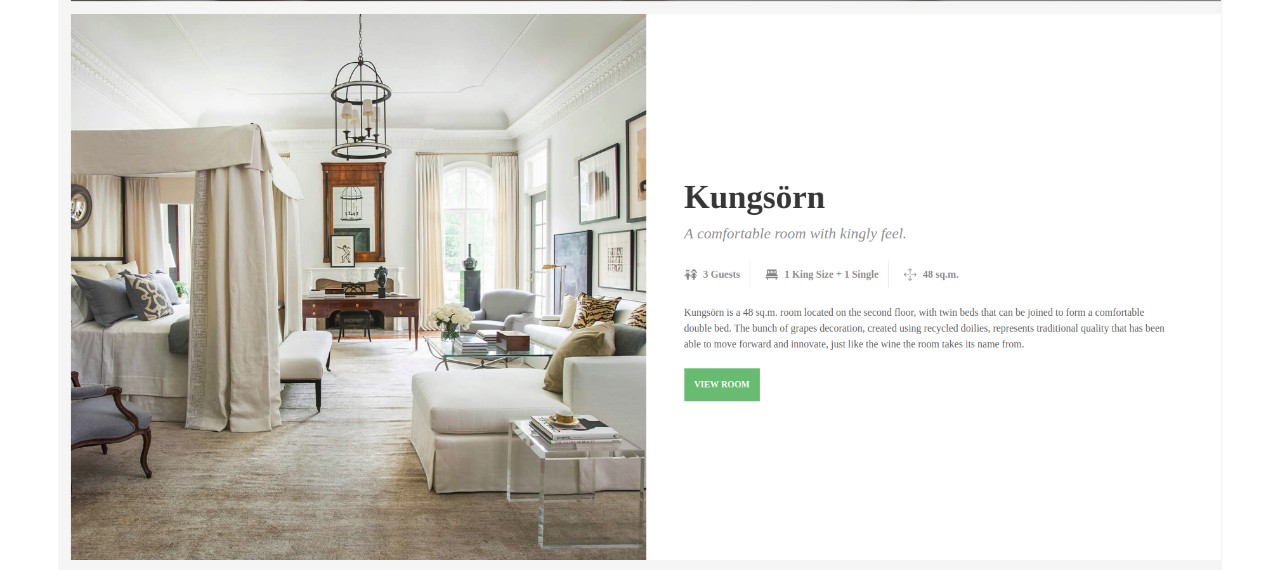 Kungsörn
A comfortable room with kingly feel.
3 Guests
1 King Size + 1 Single
48 sq.m.
Kungsörn is a 48 sq.m. room located on the second floor, with twin beds that can be joined to form a comfortable
double bed. The bunch of grapes decoration, created using recycled doilies, represents traditional quality that has been
able to move forward and innovate, just like the wine the room takes its name from.
VIEW ROOM